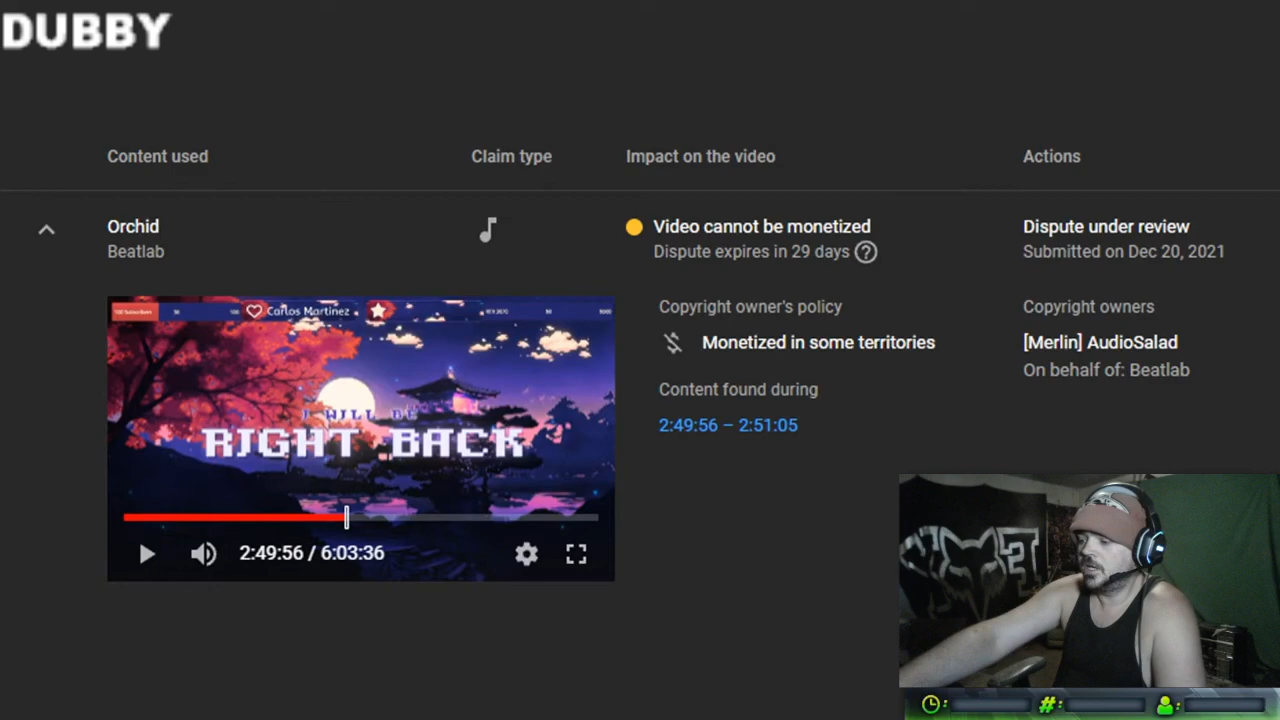 DUBBY
Content used
Claim type
Impact on the video
Actions
Orchid
Beatlab
Video cannot be monetized
Dispute expires in 29 days
Dispute under review
Submitted on Dec 20, 2021
Carlos Martinez
I WILL BE
RIGHT BACK
2:49:56 / 6:03:36
Copyright owner's policy
Monetized in some territories
Content found during
2:49:56 – 2:51:05
Copyright owners
[Merlin] AudioSalad
On behalf of: Beatlab